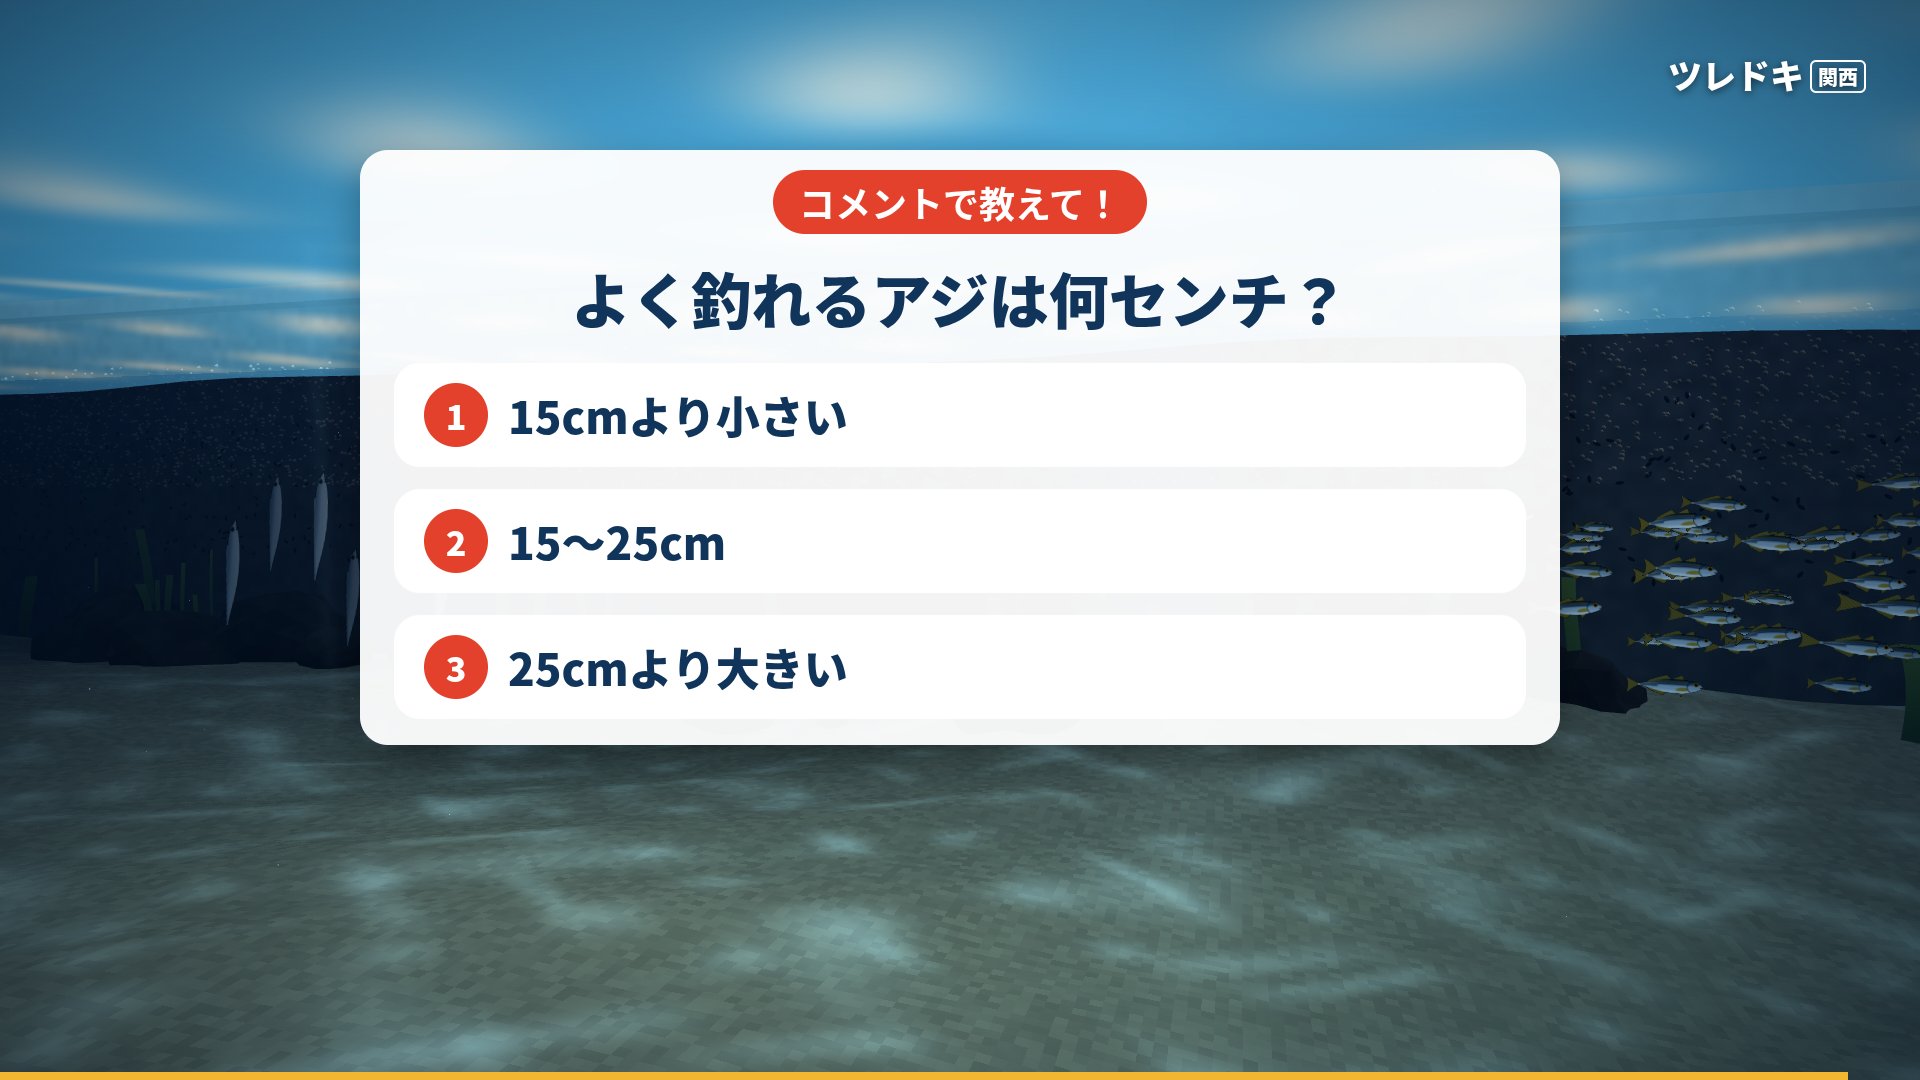 ツレドキ 関西
コメントで教えて！
よく釣れるアジは何センチ？
1 15cmより小さい
2 15〜25cm
3 25cmより大きい